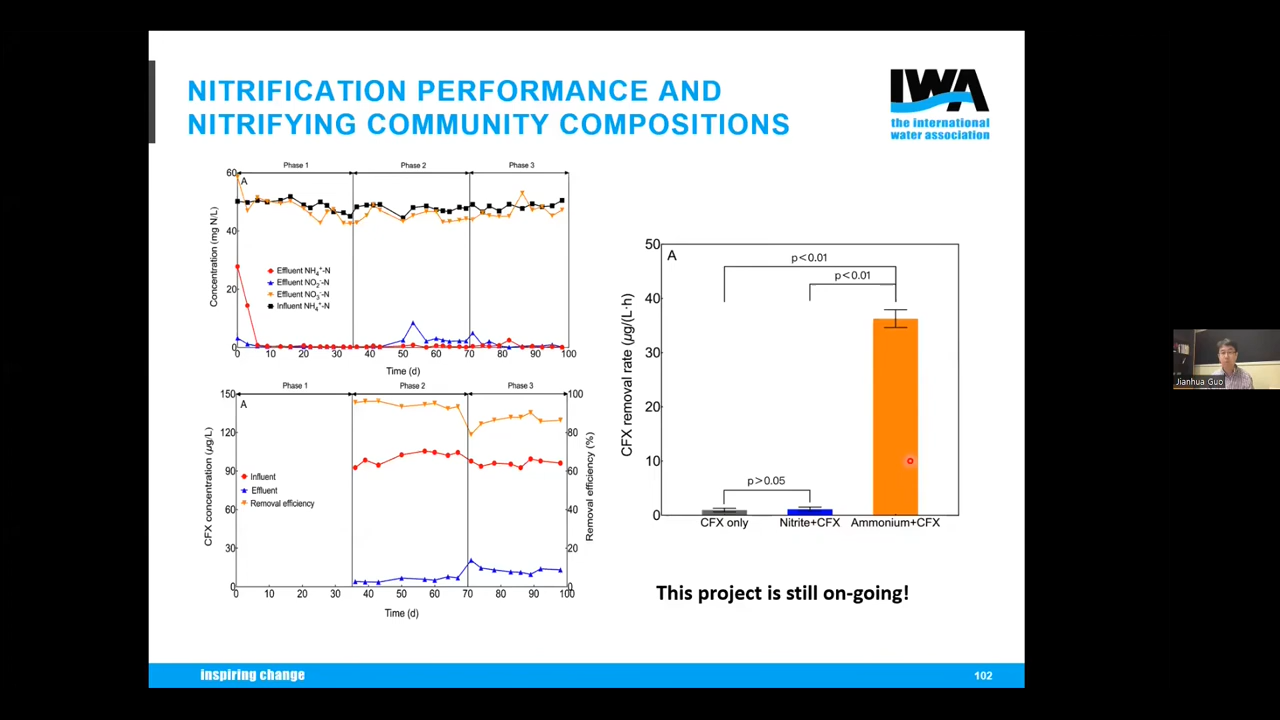 NITRIFICATION PERFORMANCE AND
NITRIFYING COMMUNITY COMPOSITIONS
IWA
the international
water association
Phase 1 Phase 2 Phase 3
60
A
40
20
0
Concentration (mg N/L)
Effluent NH₄⁺-N
Effluent NO₂⁻-N
Effluent NO₃⁻-N
Influent NH₄⁺-N
0 10 20 30 40 50 60 70 80 90 100
Time (d)
Phase 1 Phase 2 Phase 3
150
A
120
90
60
30
0
CFX concentration (µg/L)
Influent
Effluent
Removal efficiency
100
80
60
40
20
0
Removal efficiency (%)
0 10 20 30 40 50 60 70 80 90 100
Time (d)
50
A
40
30
20
10
0
CFX removal rate (µg/(L·h)
p<0.01
p<0.01
p>0.05
CFX only Nitrite+CFX Ammonium+CFX
This project is still on-going!
Jianhua Guo
inspiring change
102